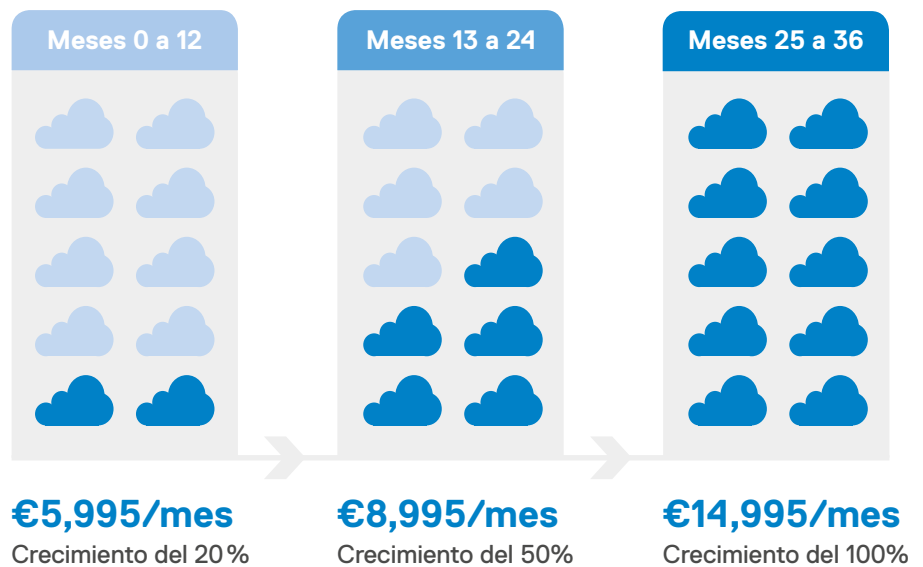 Meses 0 a 12
Meses 13 a 24
Meses 25 a 36
€5,995/mes
Crecimiento del 20 %
€8,995/mes
Crecimiento del 50%
€14,995/mes
Crecimiento del 100%